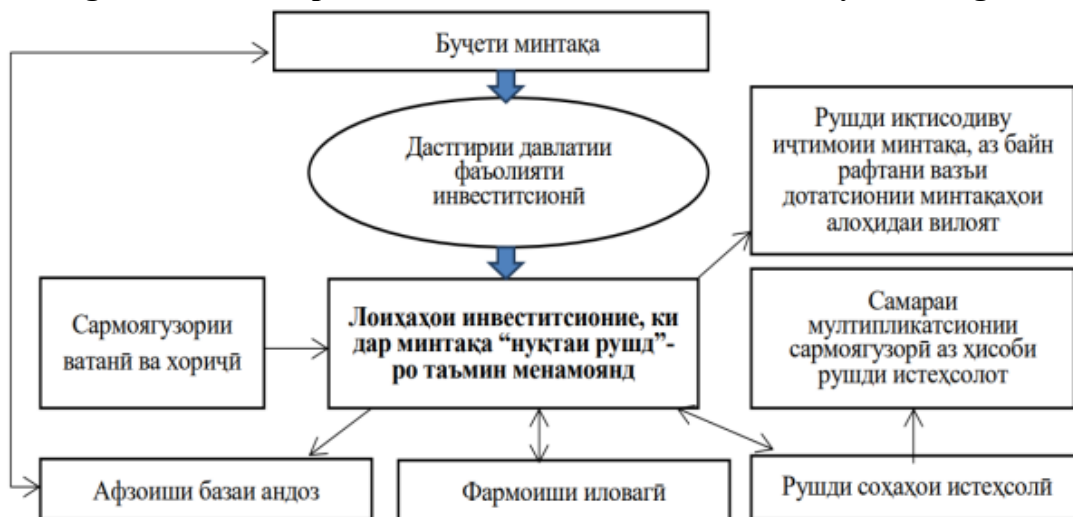 Буҷети минтақа
Дастгирии давлатии
фаъолияти
инвеститсионӣ
Рушди иқтисодиву
иҷтимоии минтақа, аз байн
рафтани вазъи
дотатсионии минтақаҳои
алоҳидаи вилоят
Сармоягузории
ватанӣ ва хориҷӣ
Лоиҳаҳои инвеститсионие, ки
дар минтақа “нуқтаи рушд”-
ро таъмин менамоянд
Самараи
мултипликатсионии
сармоягузорӣ аз ҳисоби
рушди истеҳсолот
Афзоиши базаи андоз
Фармоиши иловагӣ
Рушди соҳаҳои истеҳсолӣ